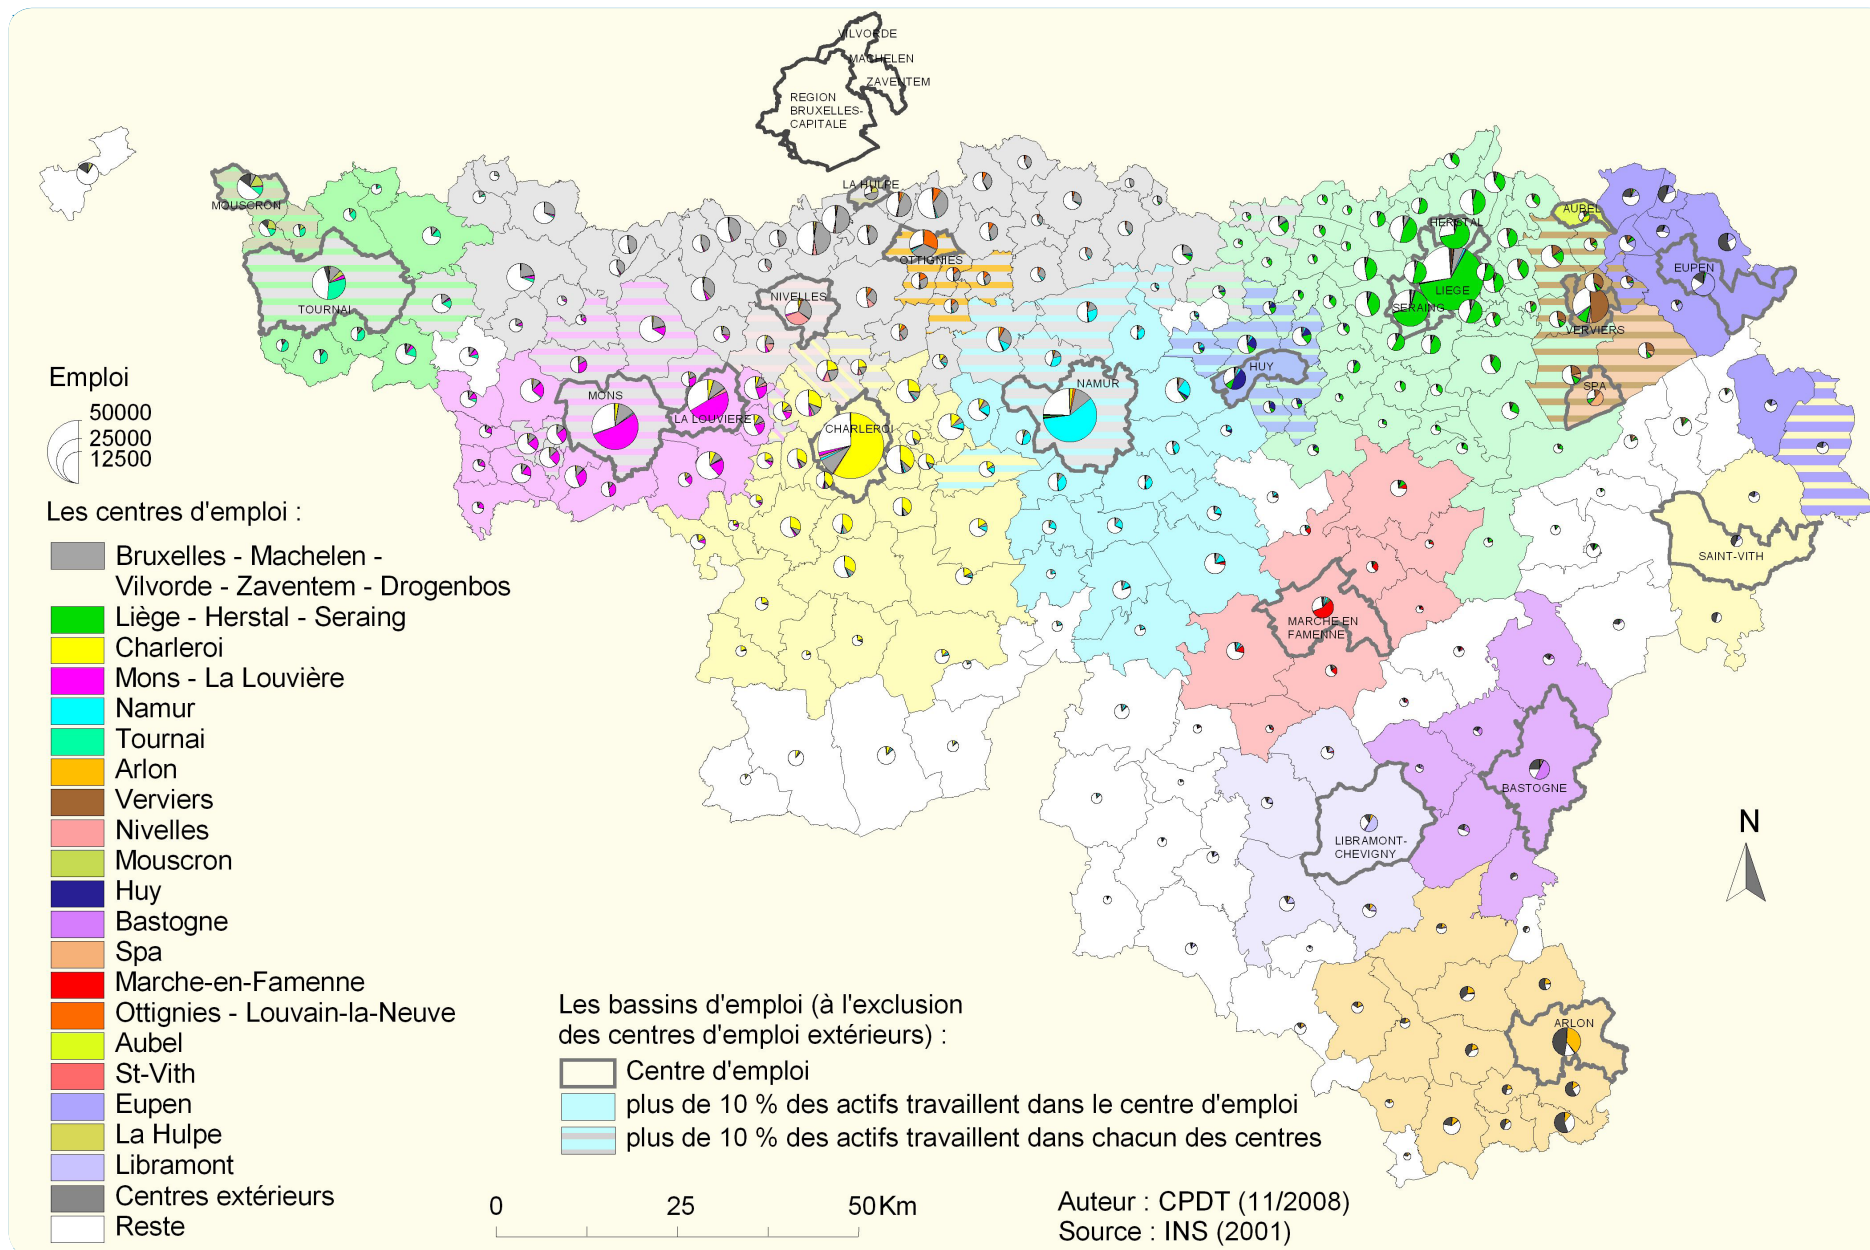 VILVORDE
MACHELEN
ZAVENTEM
REGION
BRUXELLES-
CAPITALE
LA HULPE
MOUSCRON
AUBEL
HERSTAL
OTTIGNIES
EUPEN
NIVELLES
LIEGE
TOURNAI
SERAING
VERVIERS
HUY
NAMUR
SPA
MONS
LA LOUVIERE
CHARLEROI
SAINT-VITH
MARCHE EN
FAMENNE
BASTOGNE
LIBRAMONT-
CHEVIGNY
ARLON
N
Emploi
50000
25000
12500
Les centres d'emploi :
Bruxelles - Machelen -
Vilvorde - Zaventem - Drogenbos
Liège - Herstal - Seraing
Charleroi
Mons - La Louvière
Namur
Tournai
Arlon
Verviers
Nivelles
Mouscron
Huy
Bastogne
Spa
Marche-en-Famenne
Ottignies - Louvain-la-Neuve
Aubel
St-Vith
Eupen
La Hulpe
Libramont
Centres extérieurs
Reste
Les bassins d'emploi (à l'exclusion
des centres d'emploi extérieurs) :
Centre d'emploi
plus de 10 % des actifs travaillent dans le centre d'emploi
plus de 10 % des actifs travaillent dans chacun des centres
0 25 50Km
Auteur : CPDT (11/2008)
Source : INS (2001)